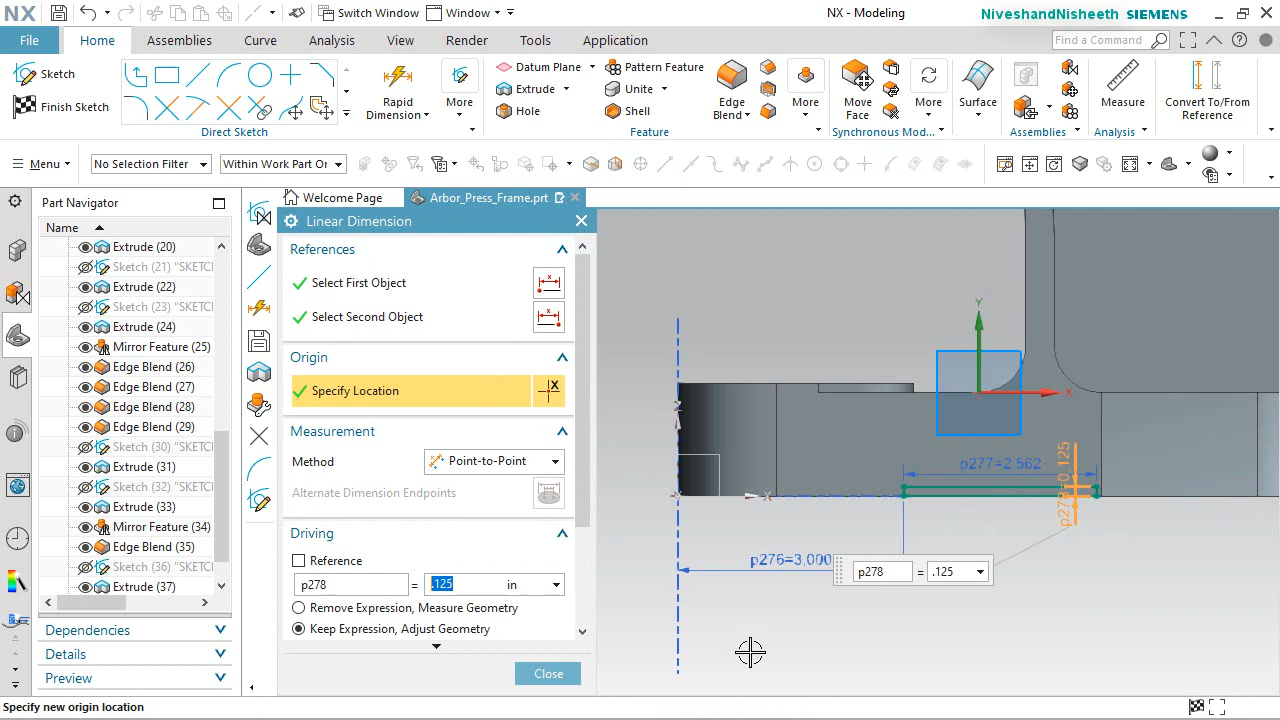 NX
Switch Window
Window
NX - Modeling
NiveshandNisheeth SIEMENS
File
Home
Assemblies
Curve
Analysis
View
Render
Tools
Application
Find a Command
Sketch
Finish Sketch
Direct Sketch
Rapid Dimension
More
Datum Plane
Extrude
Hole
Pattern Feature
Unite
Shell
Feature
Edge Blend
More
Move Face
More
Synchronous Mod...
Surface
Assemblies
Measure
Analysis
Convert To/From Reference
Menu
No Selection Filter
Within Work Part On
Part Navigator
Name
Extrude (20)
Sketch (21) "SKETC
Extrude (22)
Sketch (23) "SKETC
Extrude (24)
Mirror Feature (25)
Edge Blend (26)
Edge Blend (27)
Edge Blend (28)
Edge Blend (29)
Sketch (30) "SKETC
Extrude (31)
Sketch (32) "SKETC
Extrude (33)
Mirror Feature (34)
Edge Blend (35)
Sketch (36) "SKETC
Extrude (37)
Dependencies
Details
Preview
Welcome Page
Arbor_Press_Frame.prt
Linear Dimension
References
Select First Object
Select Second Object
Origin
Specify Location
Measurement
Method
Point-to-Point
Alternate Dimension Endpoints
Driving
Reference
p278 = .125 in
Remove Expression, Measure Geometry
Keep Expression, Adjust Geometry
Close
Y
X
Z
X
p277=2.562
p278=0.125
p276=3.000
p278 = .125
Specify new origin location